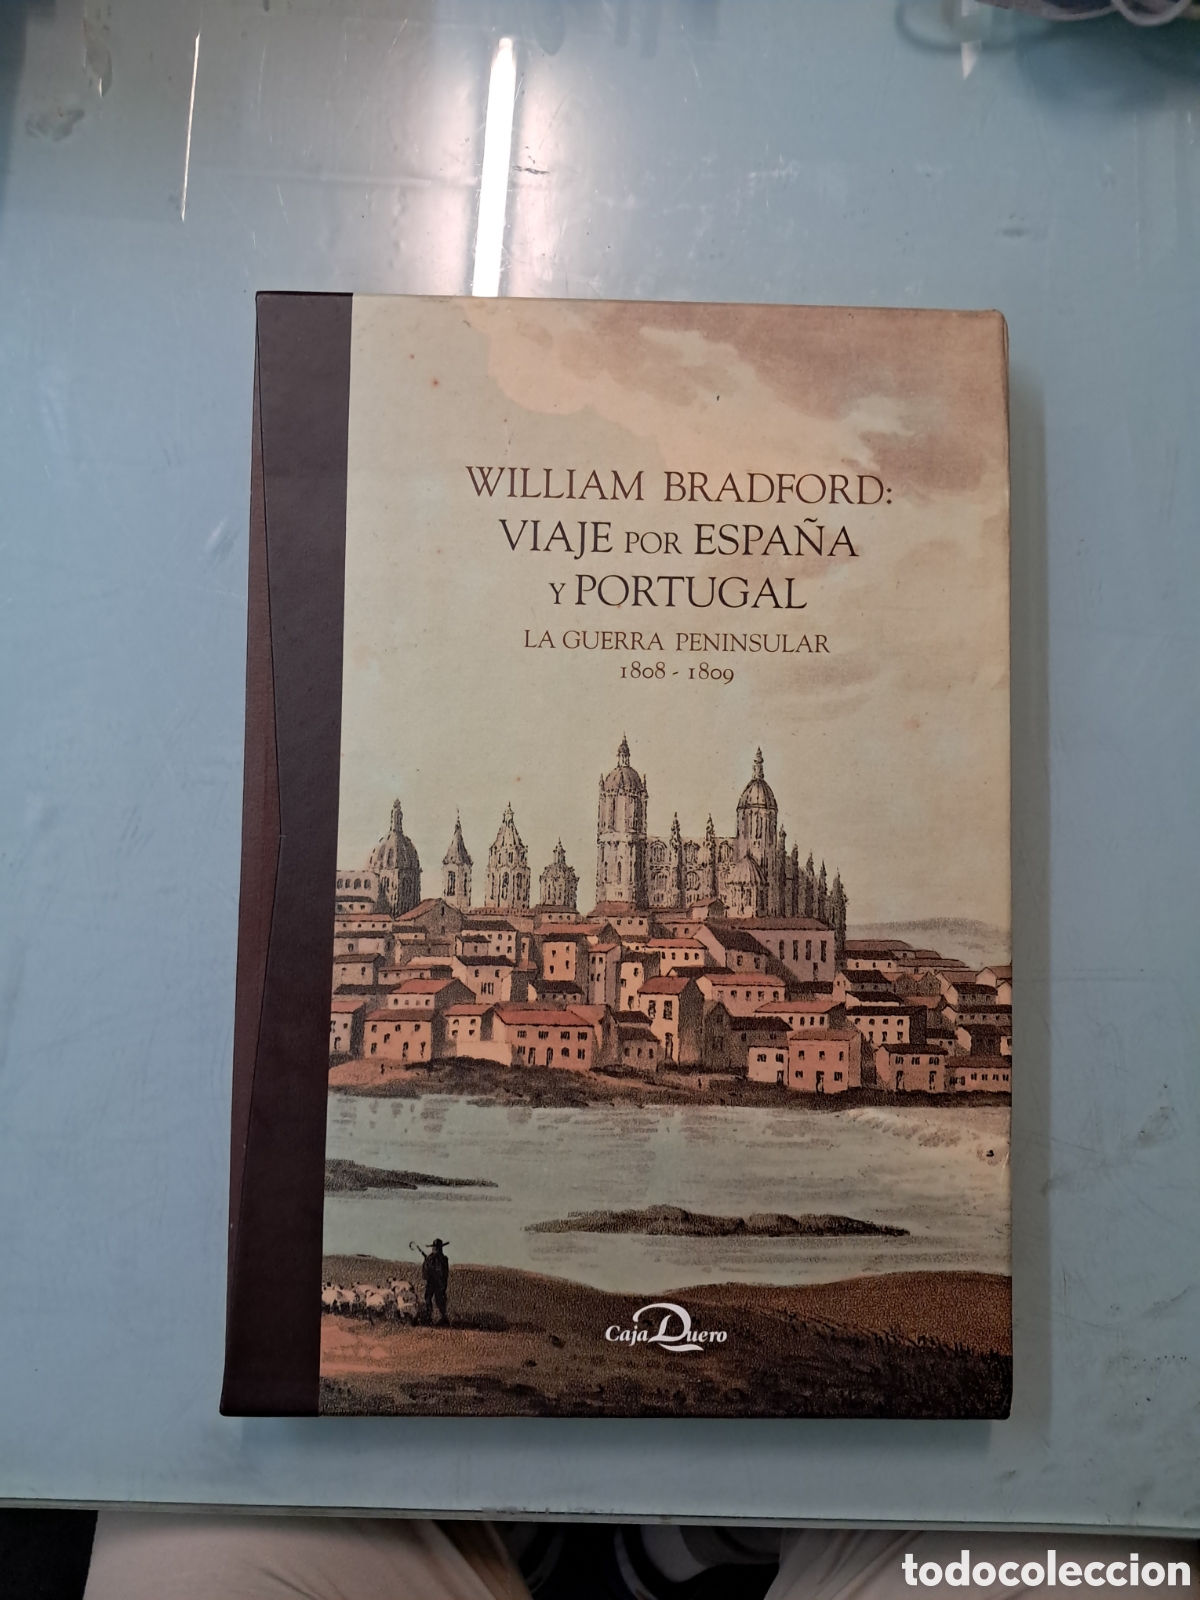 WILLIAM BRADFORD:
VIAJE POR ESPAÑA
Y PORTUGAL
LA GUERRA PENINSULAR
1808 - 1809
Caja Duero
todocoleccion